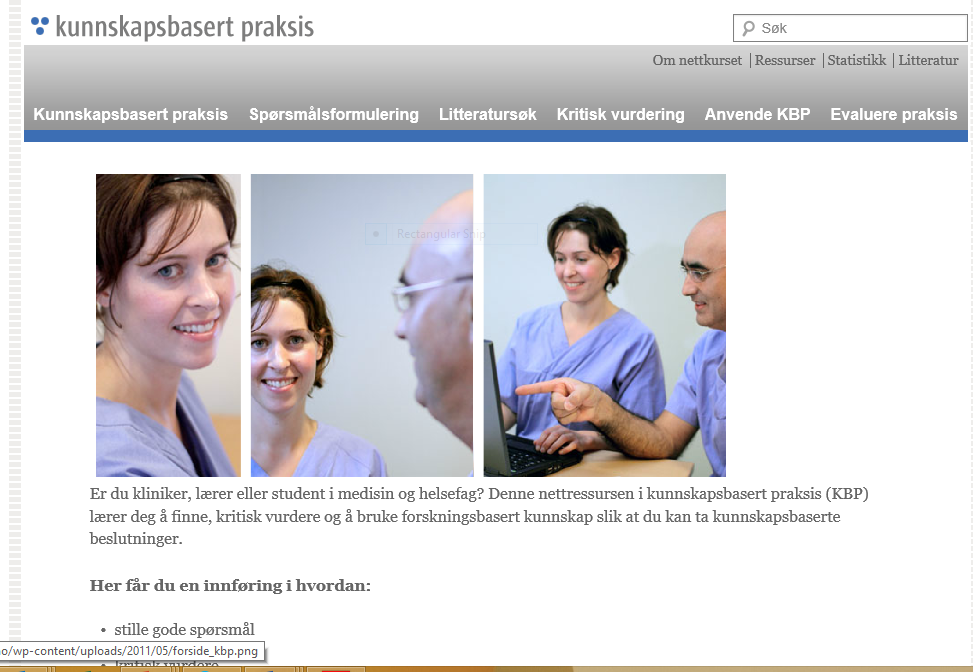 kunnskapsbasert praksis
Søk
Om nettkurset | Ressurser | Statistikk | Litteratur
Kunnskapsbasert praksis Spørsmålsformulering Litteratursøk Kritisk vurdering Anvende KBP Evaluere praksis
Rectangular Snip
Er du kliniker, lærer eller student i medisin og helsefag? Denne nettressursen i kunnskapsbasert praksis (KBP)
lærer deg å finne, kritisk vurdere og å bruke forskningsbasert kunnskap slik at du kan ta kunnskapsbaserte
beslutninger.
Her får du en innføring i hvordan:
• stille gode spørsmål
o/wp-content/uploads/2011/05/forside_kbp.png
kritisk vurdere